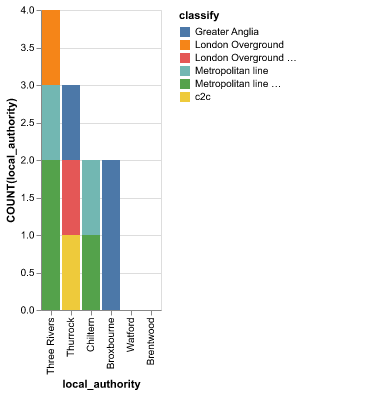 classify
Greater Anglia
London Overground
London Overground …
Metropolitan line
Metropolitan line …
c2c
COUNT(local_authority)
4.0
3.5
3.0
2.5
2.0
1.5
1.0
0.5
0.0
Three Rivers
Thurrock
Chiltern
Broxbourne
Watford
Brentwood
local_authority